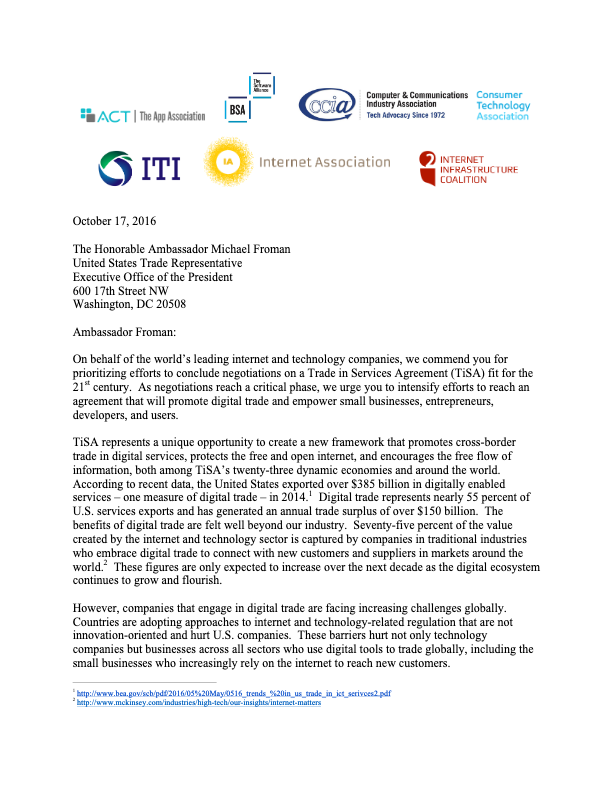 ACT | The App Association
The Software Alliance
BSA
ccia
Computer & Communications
Industry Association
Tech Advocacy Since 1972
Consumer
Technology
Association
ITI
IA
Internet Association
INTERNET
INFRASTRUCTURE
COALITION
October 17, 2016
The Honorable Ambassador Michael Froman
United States Trade Representative
Executive Office of the President
600 17th Street NW
Washington, DC 20508
Ambassador Froman:
On behalf of the world's leading internet and technology companies, we commend you for
prioritizing efforts to conclude negotiations on a Trade in Services Agreement (TiSA) fit for the
21st century. As negotiations reach a critical phase, we urge you to intensify efforts to reach an
agreement that will promote digital trade and empower small businesses, entrepreneurs,
developers, and users.
TiSA represents a unique opportunity to create a new framework that promotes cross-border
trade in digital services, protects the free and open internet, and encourages the free flow of
information, both among TiSA's twenty-three dynamic economies and around the world.
According to recent data, the United States exported over $385 billion in digitally enabled
services – one measure of digital trade – in 2014.1 Digital trade represents nearly 55 percent of
U.S. services exports and has generated an annual trade surplus of over $150 billion. The
benefits of digital trade are felt well beyond our industry. Seventy-five percent of the value
created by the internet and technology sector is captured by companies in traditional industries
who embrace digital trade to connect with new customers and suppliers in markets around the
world.2 These figures are only expected to increase over the next decade as the digital ecosystem
continues to grow and flourish.
However, companies that engage in digital trade are facing increasing challenges globally.
Countries are adopting approaches to internet and technology-related regulation that are not
innovation-oriented and hurt U.S. companies. These barriers hurt not only technology
companies but businesses across all sectors who use digital tools to trade globally, including the
small businesses who increasingly rely on the internet to reach new customers.
1 http://www.bea.gov/scb/pdf/2016/05%20May/0516_trends_%20in_us_trade_in_ict_serivces2.pdf
2 http://www.mckinsey.com/industries/high-tech/our-insights/internet-matters